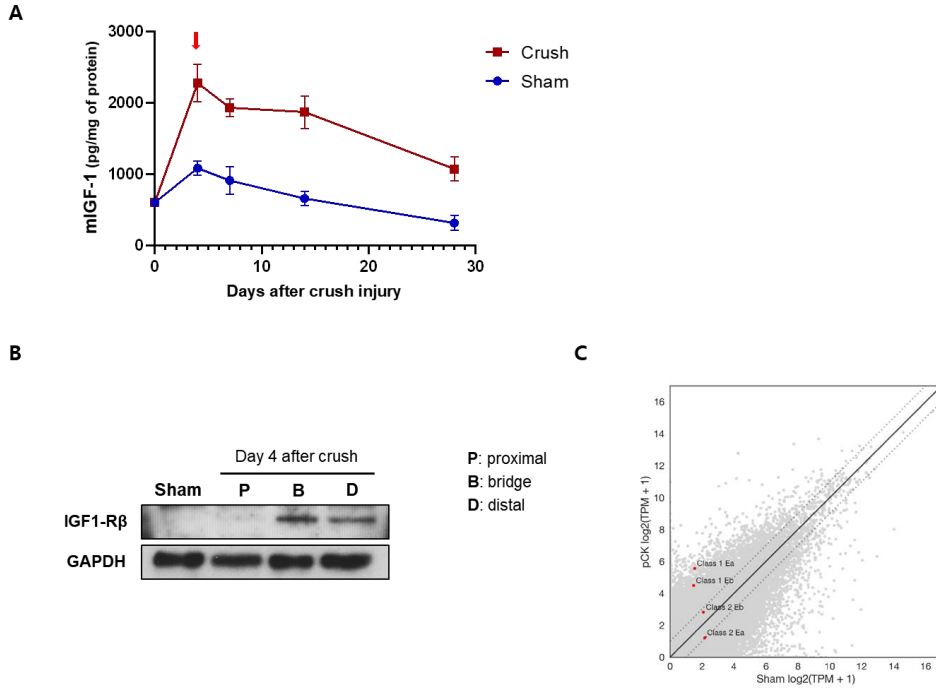 A
3000
2000
1000
0
mIGF-1 (pg/mg of protein)
0 10 20 30
Days after crush injury
Crush
Sham
B
Day 4 after crush
Sham P B D
IGF1-Rβ
GAPDH
P: proximal
B: bridge
D: distal
C
16
14
12
10
8
6
4
2
0
pCK log2(TPM + 1)
Class 1 Ea
Class 1 Eb
Class 2 Eb
Class 2 Ea
0 2 4 6 8 10 12 14 16
Sham log2(TPM + 1)